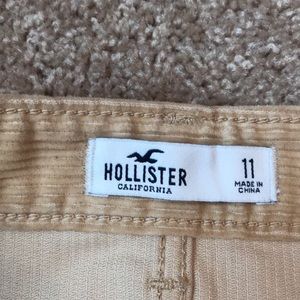 HOLLISTER
CALIFORNIA
11
MADE IN
CHINA